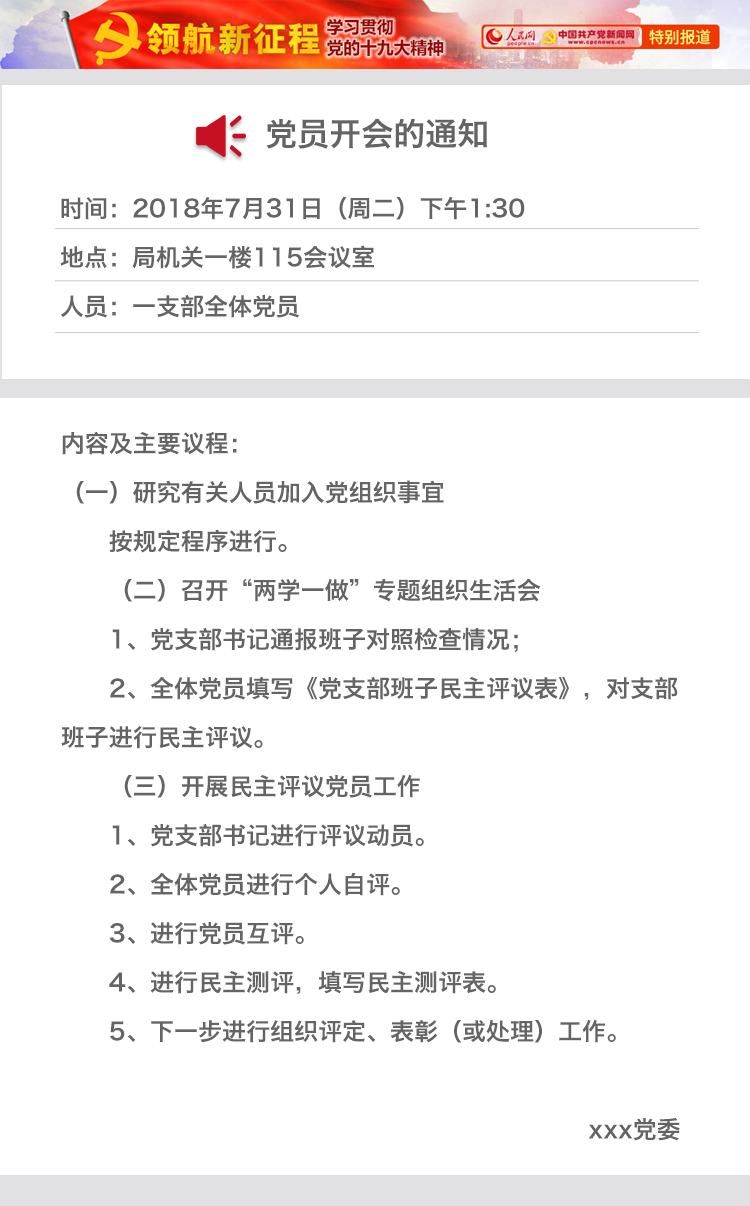 领航新征程
学习贯彻
党的十九大精神
人民网
people.cn
中国共产党新闻网
www.cpcnews.cn
特别报道
党员开会的通知
时间：2018年7月31日（周二）下午1:30
地点：局机关一楼115会议室
人员：一支部全体党员
内容及主要议程：
（一）研究有关人员加入党组织事宜
按规定程序进行。
（二）召开“两学一做”专题组织生活会
1、党支部书记通报班子对照检查情况；
2、全体党员填写《党支部班子民主评议表》，对支部
班子进行民主评议。
（三）开展民主评议党员工作
1、党支部书记进行评议动员。
2、全体党员进行个人自评。
3、进行党员互评。
4、进行民主测评，填写民主测评表。
5、下一步进行组织评定、表彰（或处理）工作。
xxx党委